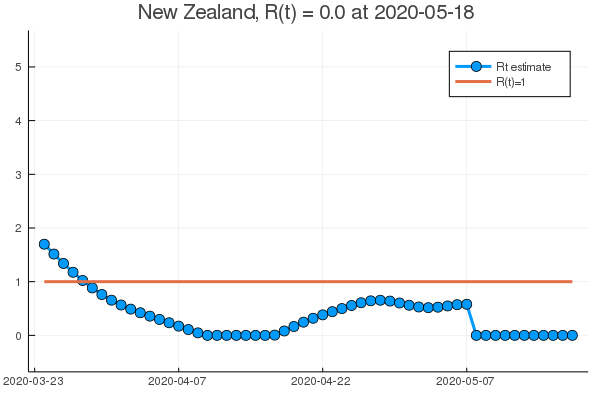 New Zealand, R(t) = 0.0 at 2020-05-18
Rt estimate
R(t)=1
5
4
3
2
1
0
2020-03-23 2020-04-07 2020-04-22 2020-05-07